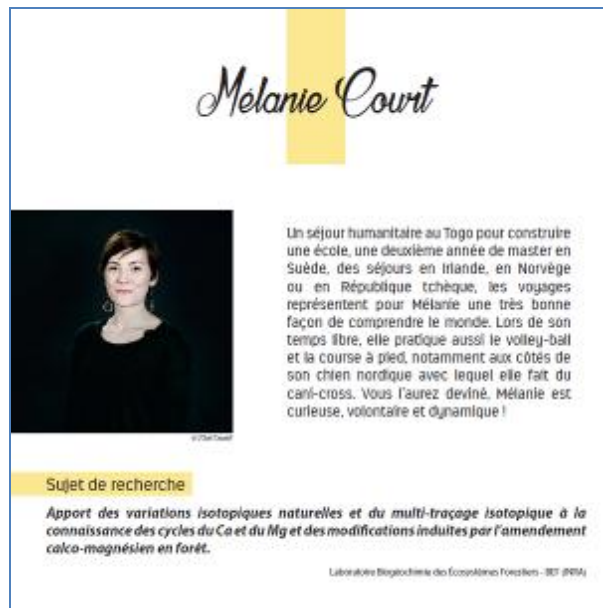 Mélanie Court
Un séjour humanitaire au Togo pour construire
une école, une deuxième année de master en
Suède, des séjours en Irlande, en Norvège
ou en République tchèque, les voyages
représentent pour Mélanie une très bonne
façon de comprendre le monde. Lors de son
temps libre, elle pratique aussi le volley-ball
et la course à pied, notamment aux côtés de
son chien nordique avec lequel elle fait du
cani-cross. Vous l'aurez deviné, Mélanie est
curieuse, volontaire et dynamique !
Sujet de recherche
Apport des variations isotopiques naturelles et du multi-traçage isotopique à la
connaissance des cycles du Ca et du Mg et des modifications induites par l'amendement
calco-magnésien en forêt.
Laboratoire Biogéochimie des Écosystèmes Forestiers - BEF (INRA)